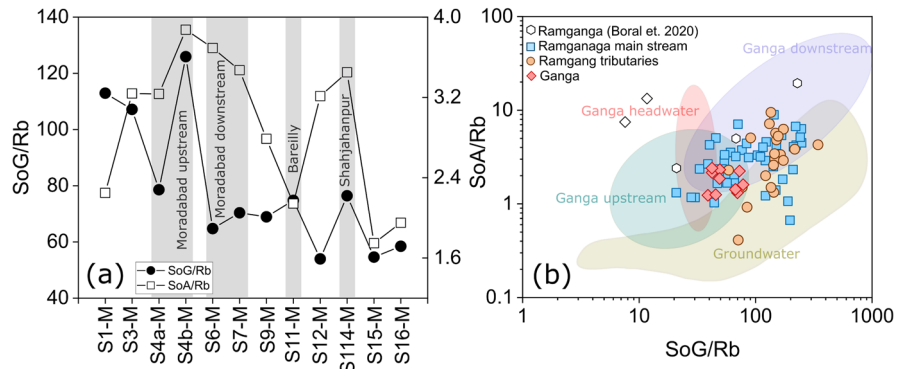 140
120
100
80
60
40
SoG/Rb
4.0
3.2
2.4
1.6
SoA/Rb
Moradabad upstream
Moradabad downstream
Bareilly
Shahjhanpur
(a)
SoG/Rb
SoA/Rb
S1-M
S3-M
S4a-M
S4b-M
S6-M
S7-M
S9-M
S11-M
S12-M
S114-M
S15-M
S16-M
100
10
1
0.1
Ramganga (Boral et. 2020)
Ramganaga main stream
Ramgang tributaries
Ganga
Ganga downstream
Ganga headwater
Ganga upstream
Groundwater
(b)
1
10
100
1000
SoG/Rb